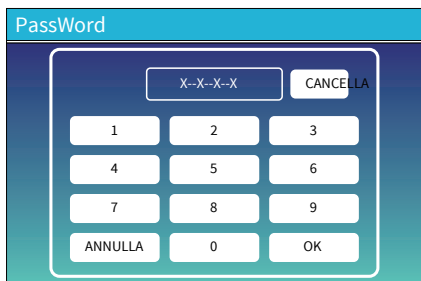 PassWord
X--X--X--X CANCELLA
1 2 3
4 5 6
7 8 9
ANNULLA 0 OK